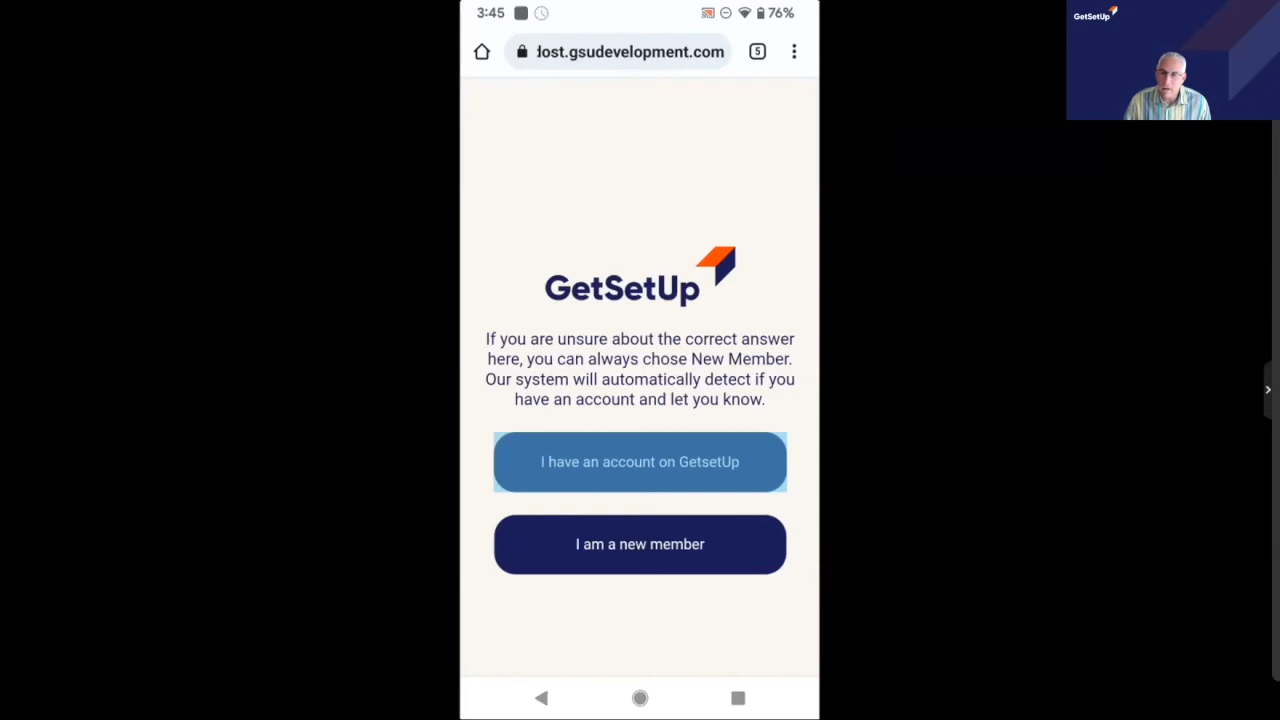 3:45
76%
dost.gsudevelopment.com
5
GetSetUp
GetSetUp
If you are unsure about the correct answer
here, you can always chose New Member.
Our system will automatically detect if you
have an account and let you know.
I have an account on GetsetUp
I am a new member